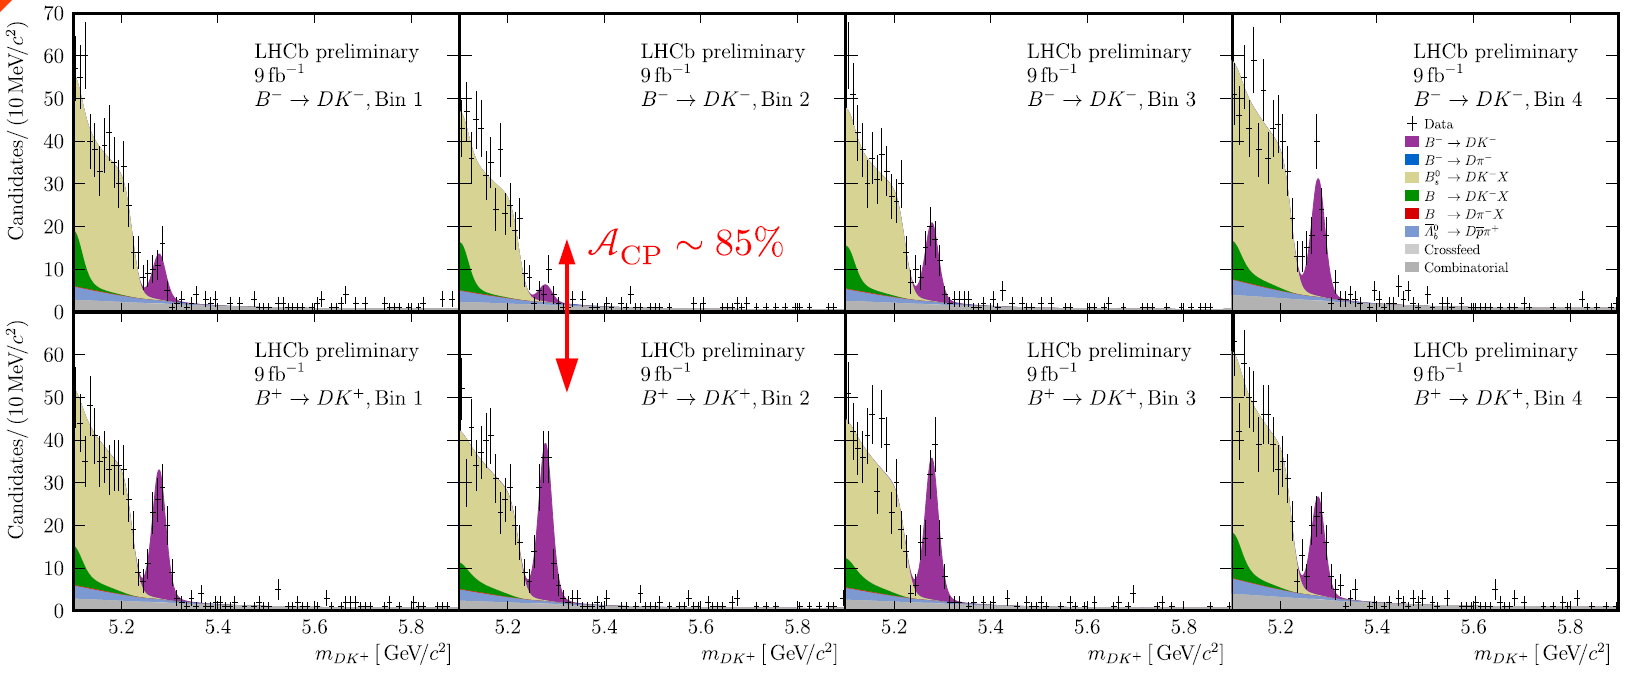 70
60
50
40
30
20
10
0
Candidates/ (10 MeV/c²)
LHCb preliminary
9 fb⁻¹
B⁻ → DK⁻, Bin 1
LHCb preliminary
9 fb⁻¹
B⁻ → DK⁻, Bin 2
LHCb preliminary
9 fb⁻¹
B⁻ → DK⁻, Bin 3
LHCb preliminary
9 fb⁻¹
B⁻ → DK⁻, Bin 4
Data
B⁻ → DK⁻
B⁻ → Dπ⁻
B⁰ₛ → DK⁻X
B → DK⁻X
B → Dπ⁻X
Λ̅⁰_b → Dp̅π⁺
Crossfeed
Combinatorial
𝒜_CP ∼ 85%
60
50
40
30
20
10
0
Candidates/ (10 MeV/c²)
LHCb preliminary
9 fb⁻¹
B⁺ → DK⁺, Bin 1
LHCb preliminary
9 fb⁻¹
B⁺ → DK⁺, Bin 2
LHCb preliminary
9 fb⁻¹
B⁺ → DK⁺, Bin 3
LHCb preliminary
9 fb⁻¹
B⁺ → DK⁺, Bin 4
5.2 5.4 5.6 5.8
5.2 5.4 5.6 5.8
5.2 5.4 5.6 5.8
5.2 5.4 5.6 5.8
m_DK⁺ [GeV/c²]
m_DK⁺ [GeV/c²]
m_DK⁺ [GeV/c²]
m_DK⁺ [GeV/c²]